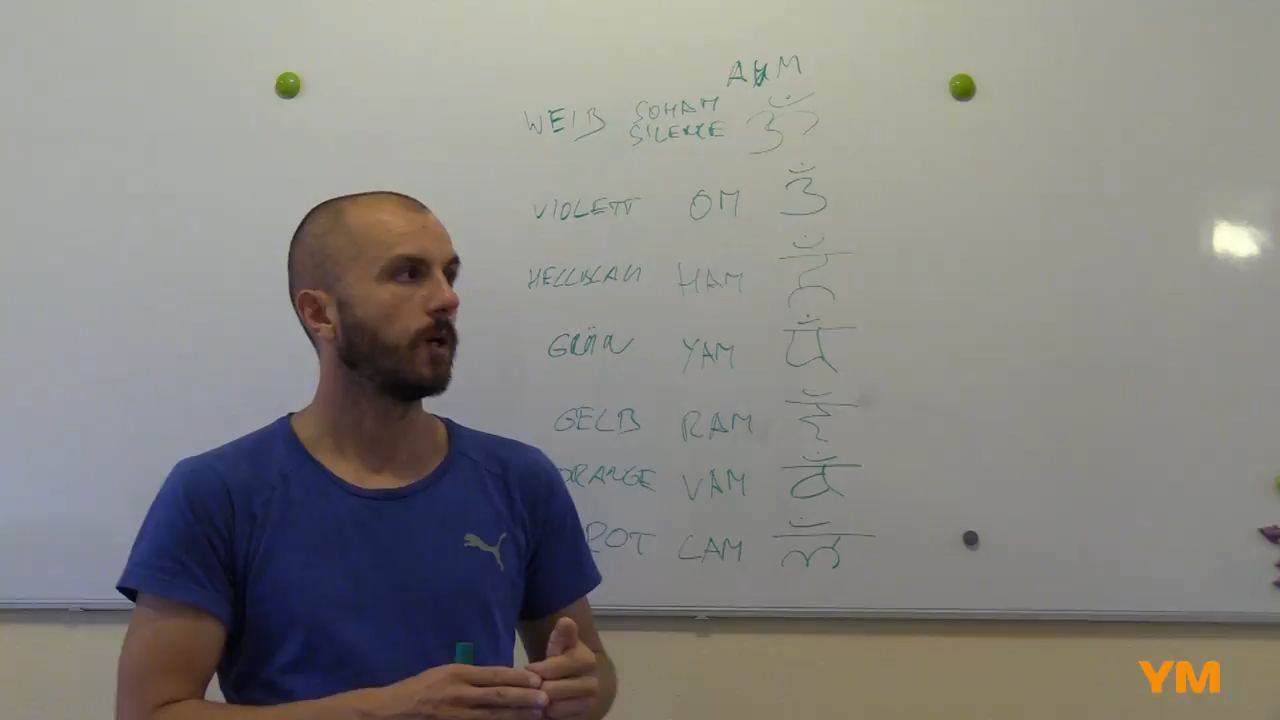 AUM
WEIß SOHAM ॐ
SILENCE
VIOLETT OM
HELLBLAU HAM हँ
GRÜN YAM यँ
GELB RAM रँ
ORANGE VAM वँ
ROT LAM लँ
YM